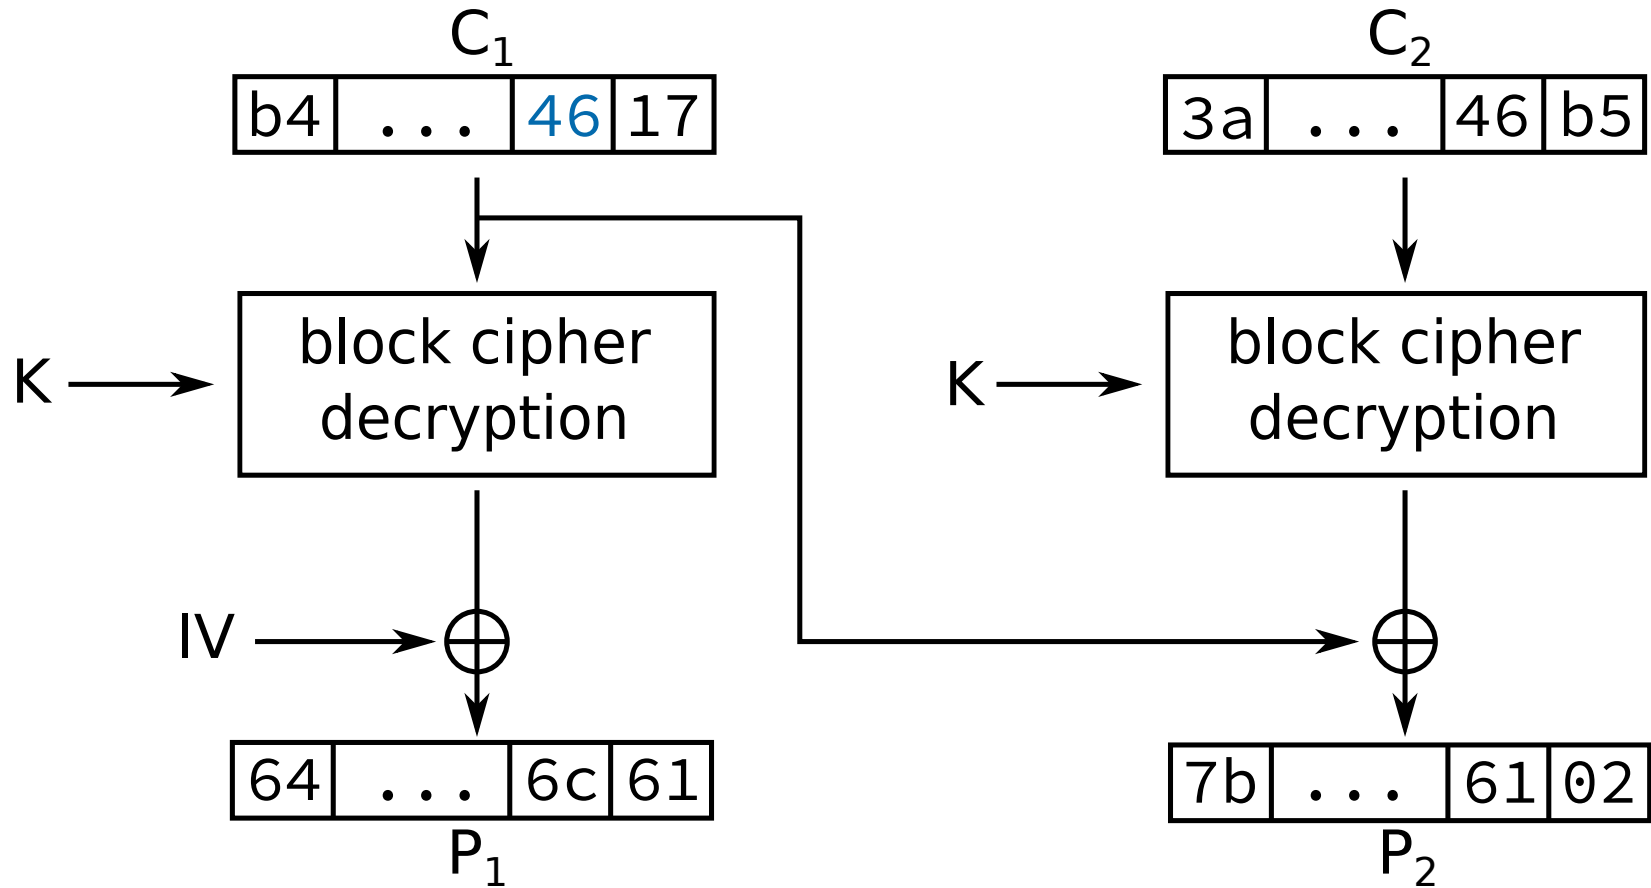 C₁ C₂
b4 ... 46 17 3a ... 46 b5
block cipher block cipher
K K
decryption decryption
IV
64 ... 6c 61 7b ... 61 02
P₁ P₂